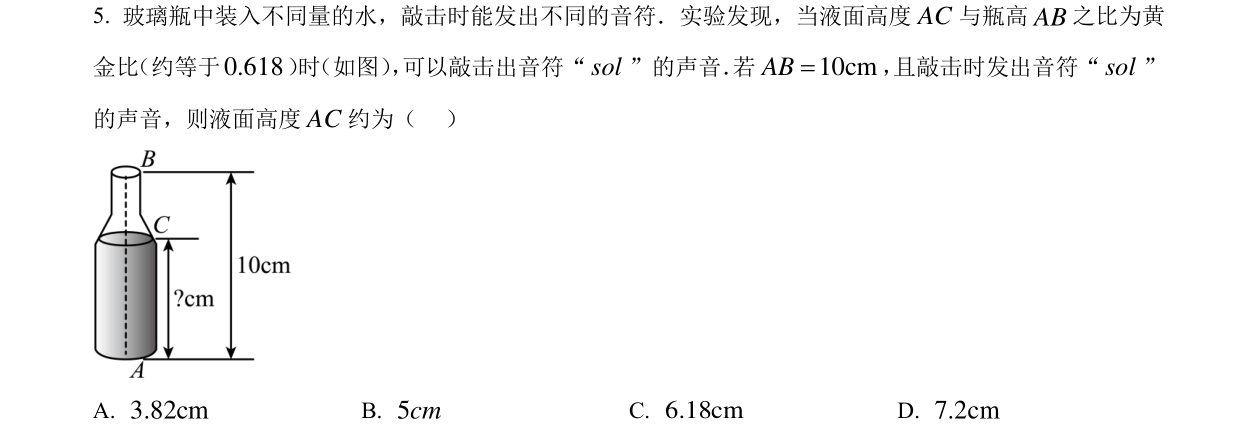 5. 玻璃瓶中装入不同量的水，敲击时能发出不同的音符．实验发现，当液面高度 AC 与瓶高 AB 之比为黄
金比（约等于0.618）时（如图），可以敲击出音符“ sol ”的声音．若 AB = 10cm，且敲击时发出音符“ sol ”
的声音，则液面高度 AC 约为（　）
B
C
10cm
?cm
A
A. 3.82cm B. 5cm C. 6.18cm D. 7.2cm